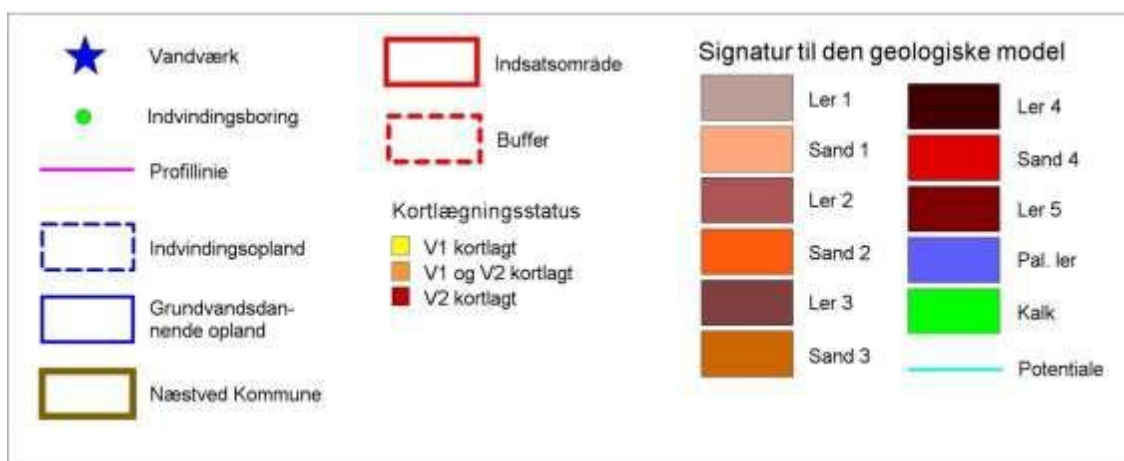 Vandværk
Indvindingsboring
Profillinie
Indvindingsopland
Grundvandsdan-
nende opland
Næstved Kommune
Indsatsområde
Buffer
Kortlægningsstatus
V1 kortlagt
V1 og V2 kortlagt
V2 kortlagt
Signatur til den geologiske model
Ler 1
Sand 1
Ler 2
Sand 2
Ler 3
Sand 3
Ler 4
Sand 4
Ler 5
Pal. ler
Kalk
Potentiale